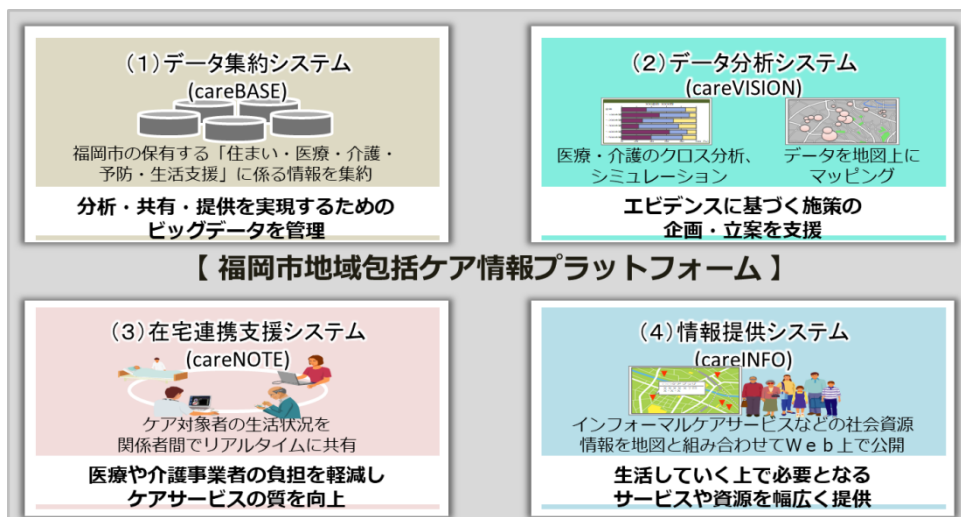 (1)データ集約システム
(careBASE)
福岡市の保有する「住まい・医療・介護・
予防・生活支援」に係る情報を集約
分析・共有・提供を実現するための
ビッグデータを管理
(2)データ分析システム
(careVISION)
医療・介護のクロス分析、
シミュレーション
データを地図上に
マッピング
エビデンスに基づく施策の
企画・立案を支援
【 福岡市地域包括ケア情報プラットフォーム 】
(3)在宅連携支援システム
(careNOTE)
ケア対象者の生活状況を
関係者間でリアルタイムに共有
医療や介護事業者の負担を軽減し
ケアサービスの質を向上
(4)情報提供システム
(careINFO)
インフォーマルケアサービスなどの社会資源
情報を地図と組み合わせてWeb上で公開
生活していく上で必要となる
サービスや資源を幅広く提供